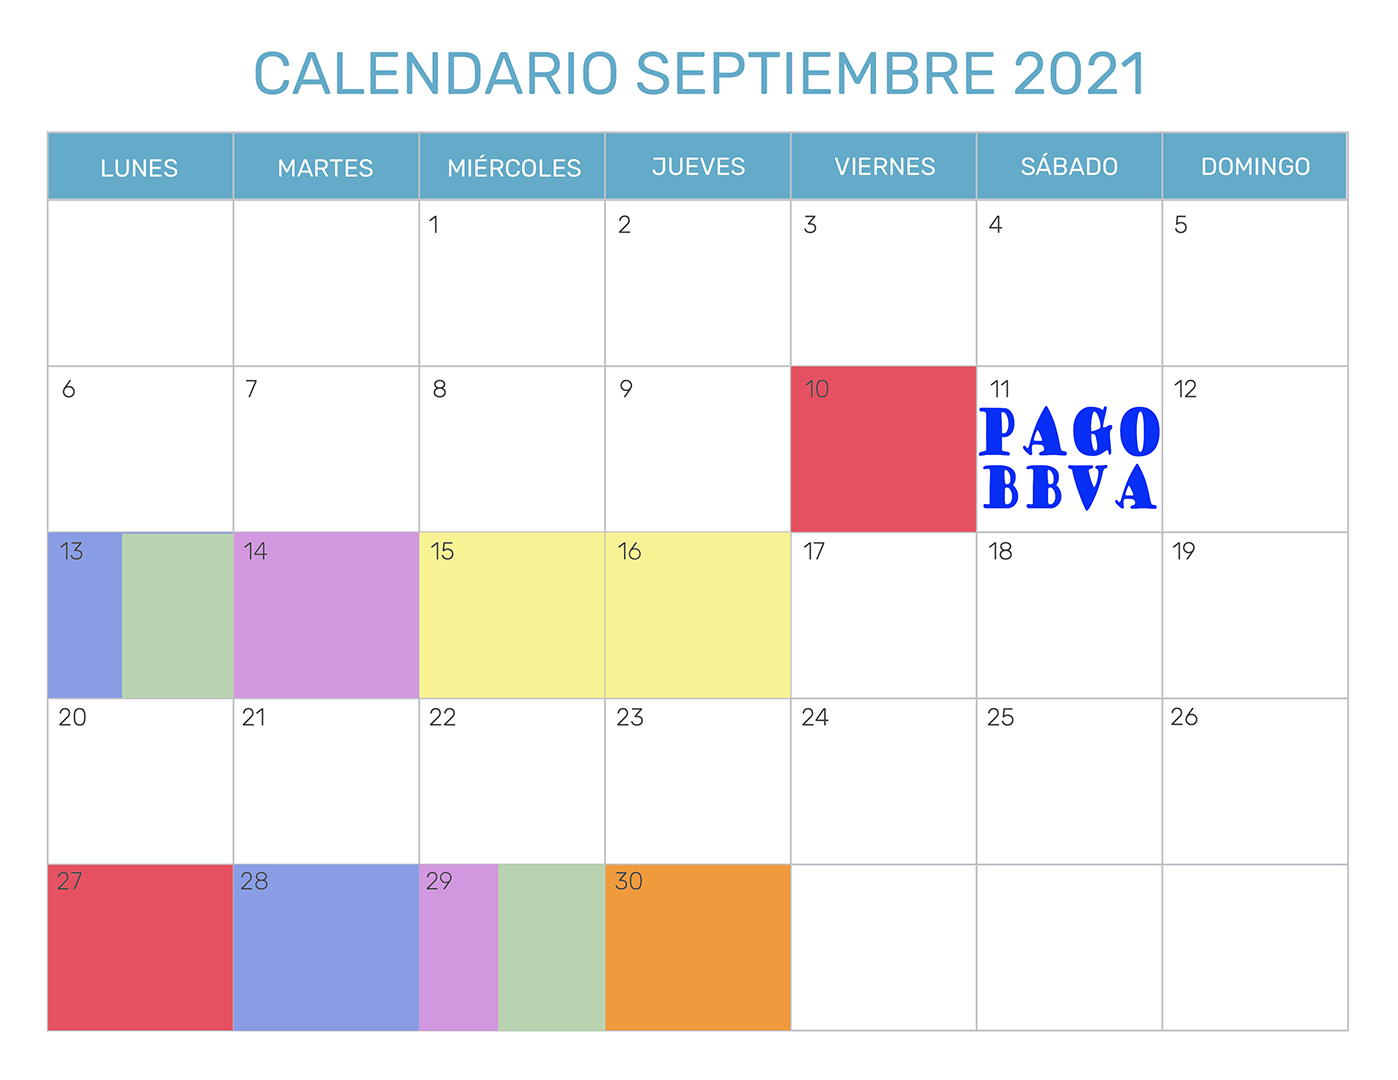 CALENDARIO SEPTIEMBRE 2021
LUNES MARTES MIÉRCOLES JUEVES VIERNES SÁBADO DOMINGO
1 2 3 4 5
6 7 8 9 10 11 12
PAGO
BBVA
13 14 15 16 17 18 19
20 21 22 23 24 25 26
27 28 29 30